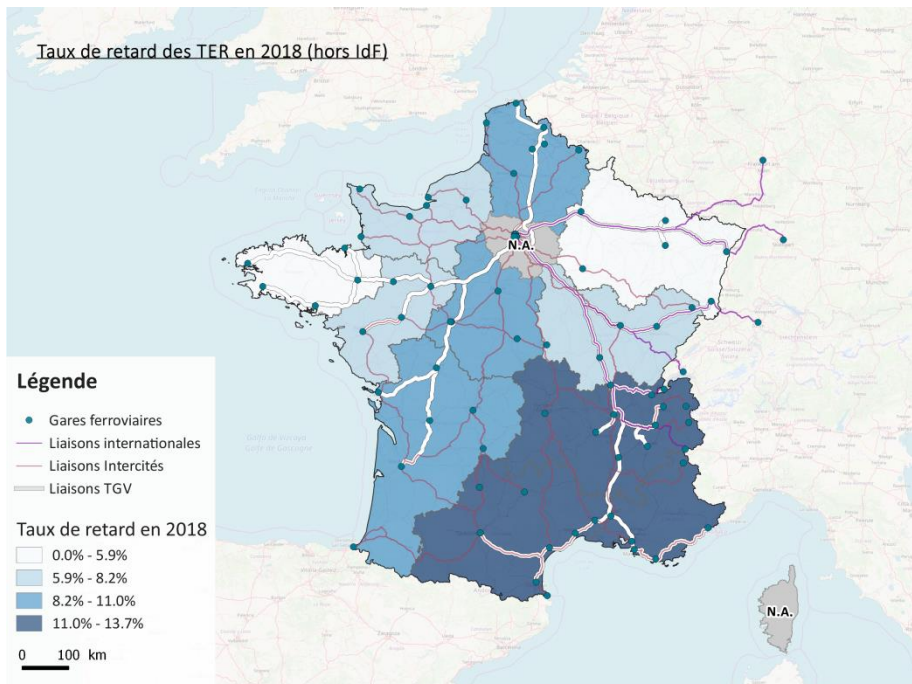 Taux de retard des TER en 2018 (hors IdF)
N.A.
Légende
Gares ferroviaires
Liaisons internationales
Liaisons Intercités
Liaisons TGV
Taux de retard en 2018
0.0% - 5.9%
5.9% - 8.2%
8.2% - 11.0%
11.0% - 13.7%
0 100 km
N.A.